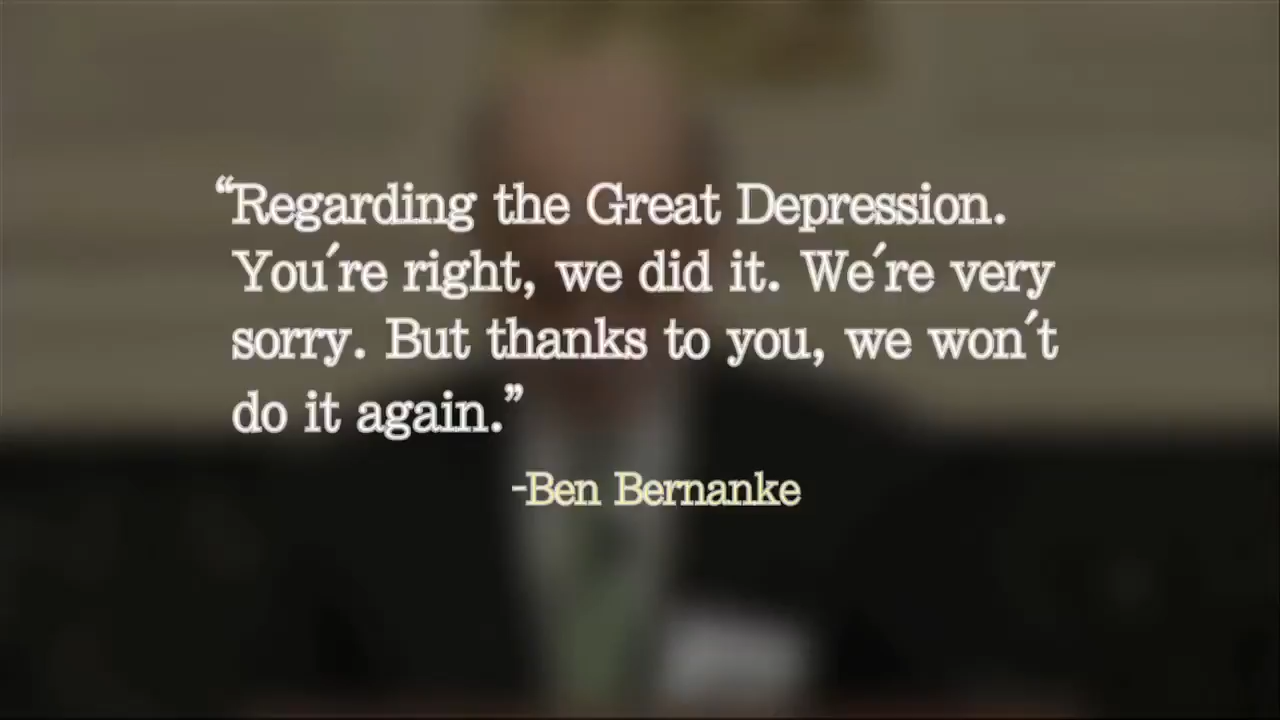 “Regarding the Great Depression.
You´re right, we did it. We´re very
sorry. But thanks to you, we won´t
do it again.”
-Ben Bernanke